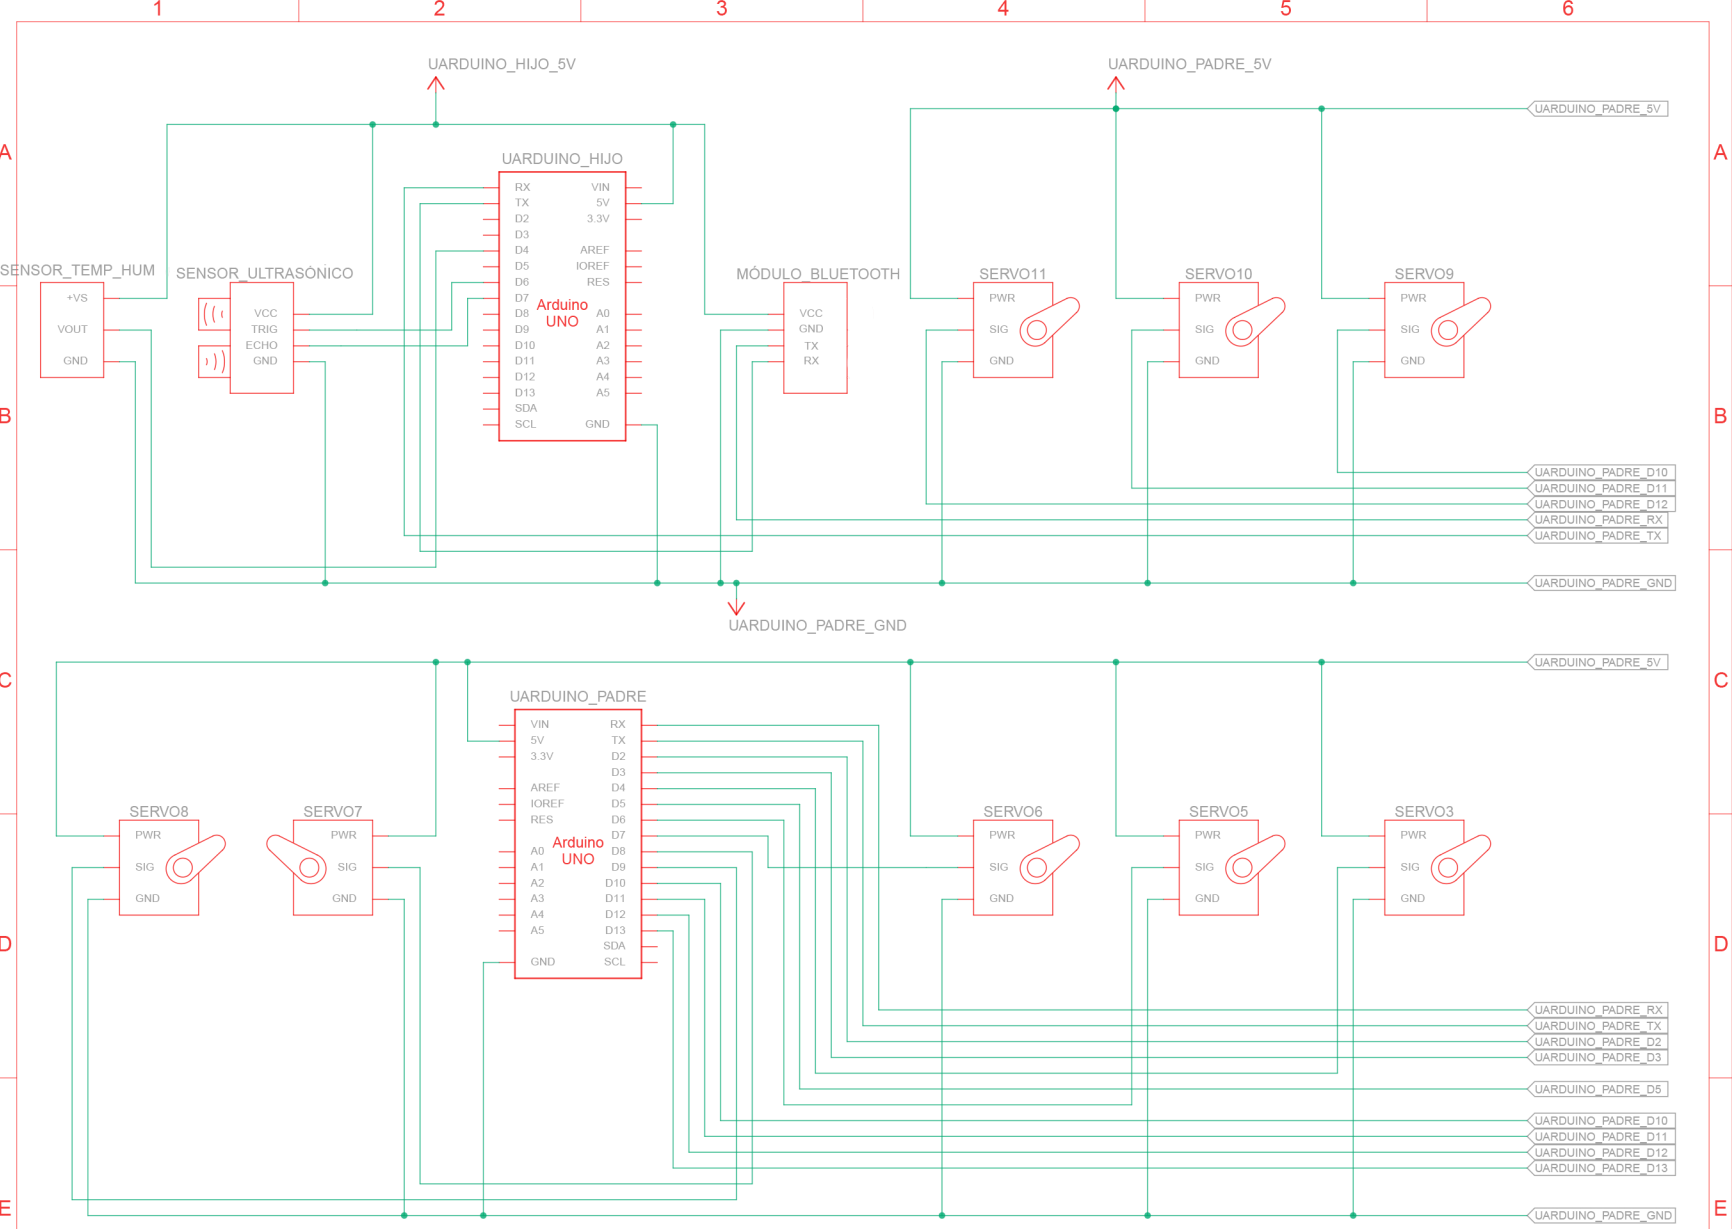 1 2 3 4 5 6
UARDUINO_HIJO_5V
UARDUINO_PADRE_5V
UARDUINO_PADRE_5V
A A
UARDUINO_HIJO
RX VIN
TX 5V
D2 3.3V
D3
D4 AREF
D5 IOREF
D6 RES
D7
D8 A0
D9 A1
D10 A2
D11 A3
D12 A4
D13 A5
SDA
SCL GND
Arduino
UNO
SENSOR_TEMP_HUM
+VS
VOUT
GND
SENSOR_ULTRASÓNICO
VCC
TRIG
ECHO
GND
MÓDULO_BLUETOOTH
VCC
GND
TX
RX
SERVO11
PWR
SIG
GND
SERVO10
PWR
SIG
GND
SERVO9
PWR
SIG
GND
B B
UARDUINO_PADRE_D10
UARDUINO_PADRE_D11
UARDUINO_PADRE_D12
UARDUINO_PADRE_RX
UARDUINO_PADRE_TX
UARDUINO_PADRE_GND
UARDUINO_PADRE_GND
UARDUINO_PADRE_5V
C C
UARDUINO_PADRE
VIN RX
5V TX
3.3V D2
D3
AREF D4
IOREF D5
RES D6
D7
A0 D8
A1 D9
A2 D10
A3 D11
A4 D12
A5 D13
SDA
GND SCL
Arduino
UNO
SERVO8
PWR
SIG
GND
SERVO7
PWR
SIG
GND
SERVO6
PWR
SIG
GND
SERVO5
PWR
SIG
GND
SERVO3
PWR
SIG
GND
D D
UARDUINO_PADRE_RX
UARDUINO_PADRE_TX
UARDUINO_PADRE_D2
UARDUINO_PADRE_D3
UARDUINO_PADRE_D5
UARDUINO_PADRE_D10
UARDUINO_PADRE_D11
UARDUINO_PADRE_D12
UARDUINO_PADRE_D13
E E
UARDUINO_PADRE_GND